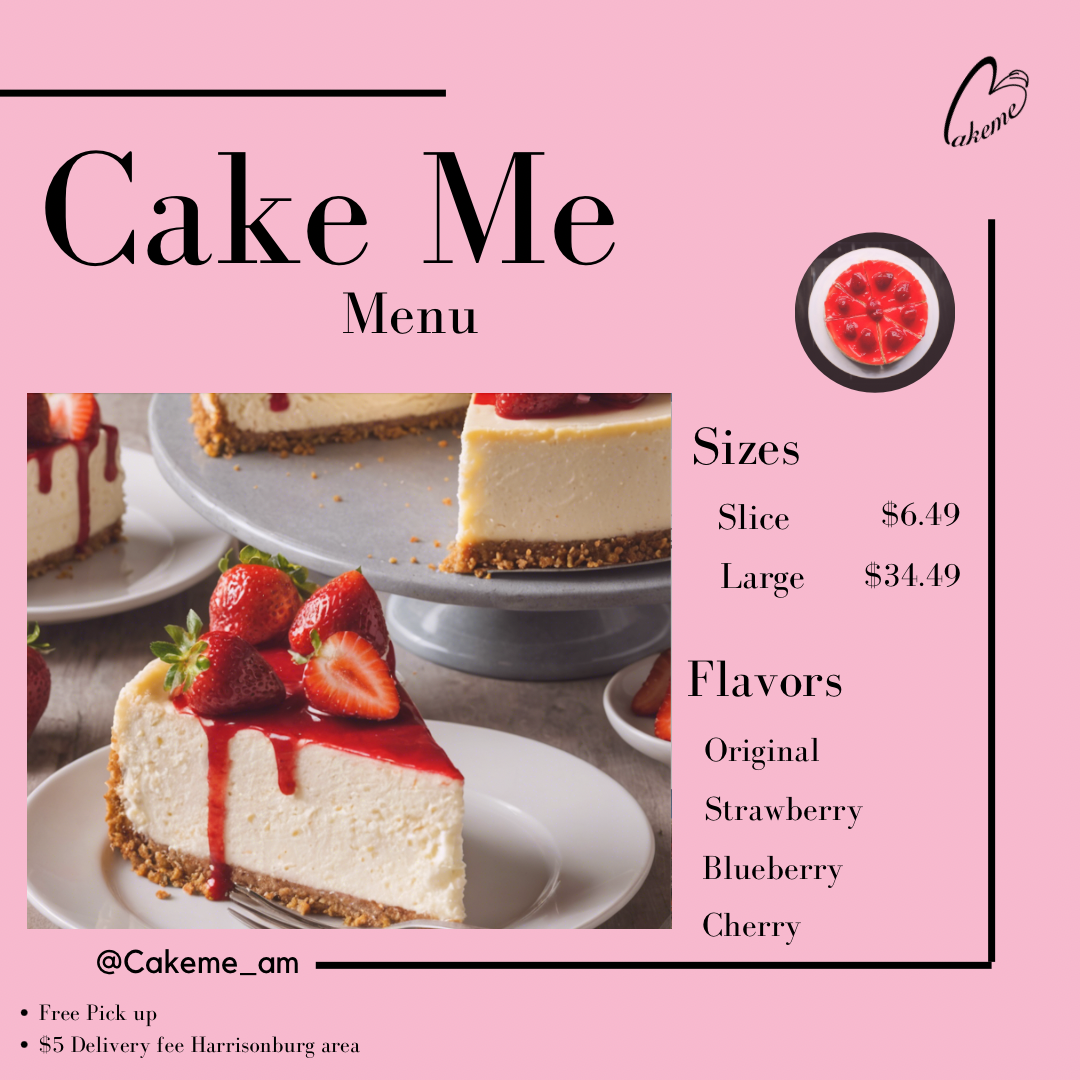 akeme
Cake Me
Menu
Sizes
Slice $6.49
Large $34.49
Flavors
Original
Strawberry
Blueberry
Cherry
@Cakeme_am
• Free Pick up
• $5 Delivery fee Harrisonburg area